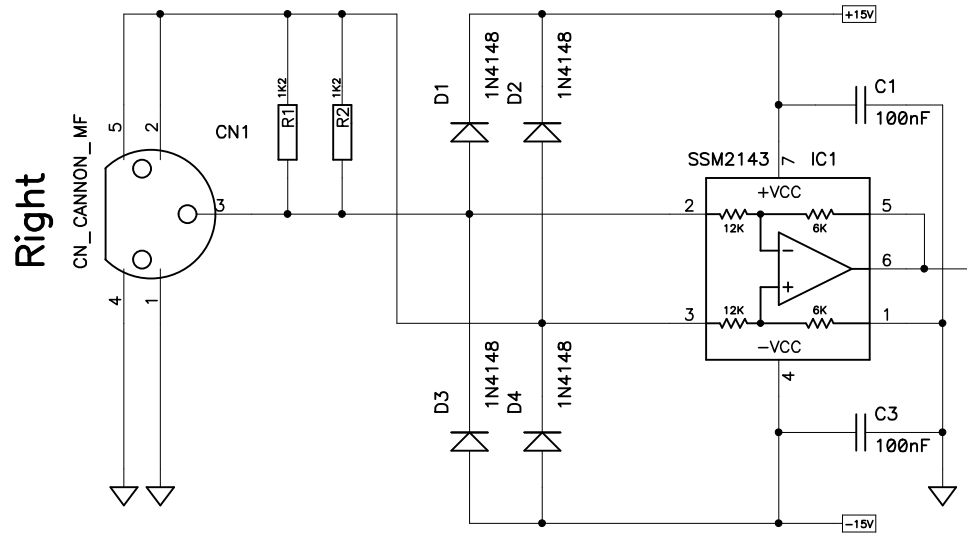 +15V
1N4148
1N4148
D1
D2
1K2
1K2
R1
R2
C1
100nF
CN1
5
2
3
Right
CN_CANNON_MF
4
1
SSM2143
7
IC1
+VCC
2
12K
6K
5
−
6
+
3
12K
6K
1
−VCC
4
1N4148
1N4148
D3
D4
C3
100nF
−15V